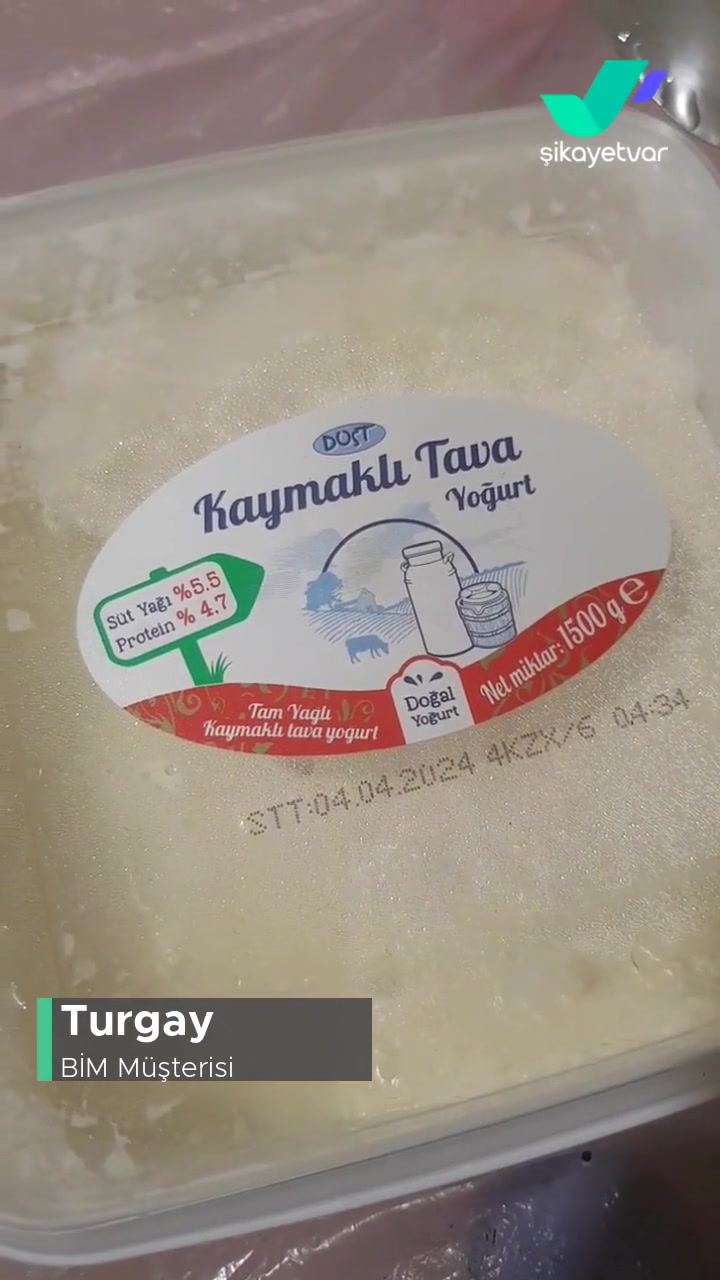 şikayetvar
DOST
Kaymaklı Tava
Yoğurt
Süt Yağı %5.5
Protein % 4.7
Tam Yağlı
Kaymaklı tava yogurt
Doğal
Yoğurt
Net miktar: 1500 g e
STT:04.04.2024 4KZX/6 04:34
Turgay
BİM Müşterisi